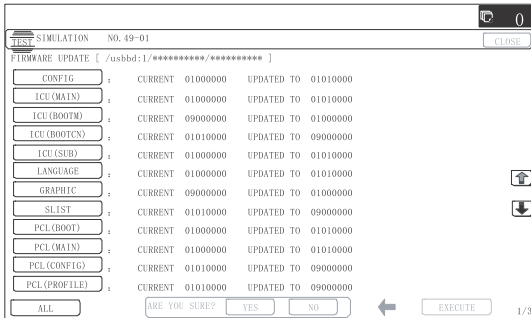 0
TEST SIMULATION NO. 49-01 CLOSE
FIRMWARE UPDATE [ /usbbd:1/**********/********** ]
CONFIG : CURRENT 01000000 UPDATED TO 01010000
ICU(MAIN) : CURRENT 01000000 UPDATED TO 01010000
ICU(BOOTM) : CURRENT 09000000 UPDATED TO 01000000
ICU(BOOTCN) : CURRENT 01010000 UPDATED TO 09000000
ICU(SUB) : CURRENT 01000000 UPDATED TO 01010000
LANGUAGE : CURRENT 01000000 UPDATED TO 01010000
GRAPHIC : CURRENT 09000000 UPDATED TO 01000000
SLIST : CURRENT 01010000 UPDATED TO 09000000
PCL(BOOT) : CURRENT 01000000 UPDATED TO 01010000
PCL(MAIN) : CURRENT 01000000 UPDATED TO 01010000
PCL(CONFIG) : CURRENT 01010000 UPDATED TO 09000000
PCL(PROFILE) : CURRENT 01010000 UPDATED TO 09000000
ALL ARE YOU SURE? YES NO EXECUTE 1/3